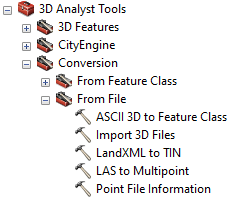 3D Analyst Tools
3D Features
CityEngine
Conversion
From Feature Class
From File
ASCII 3D to Feature Class
Import 3D Files
LandXML to TIN
LAS to Multipoint
Point File Information